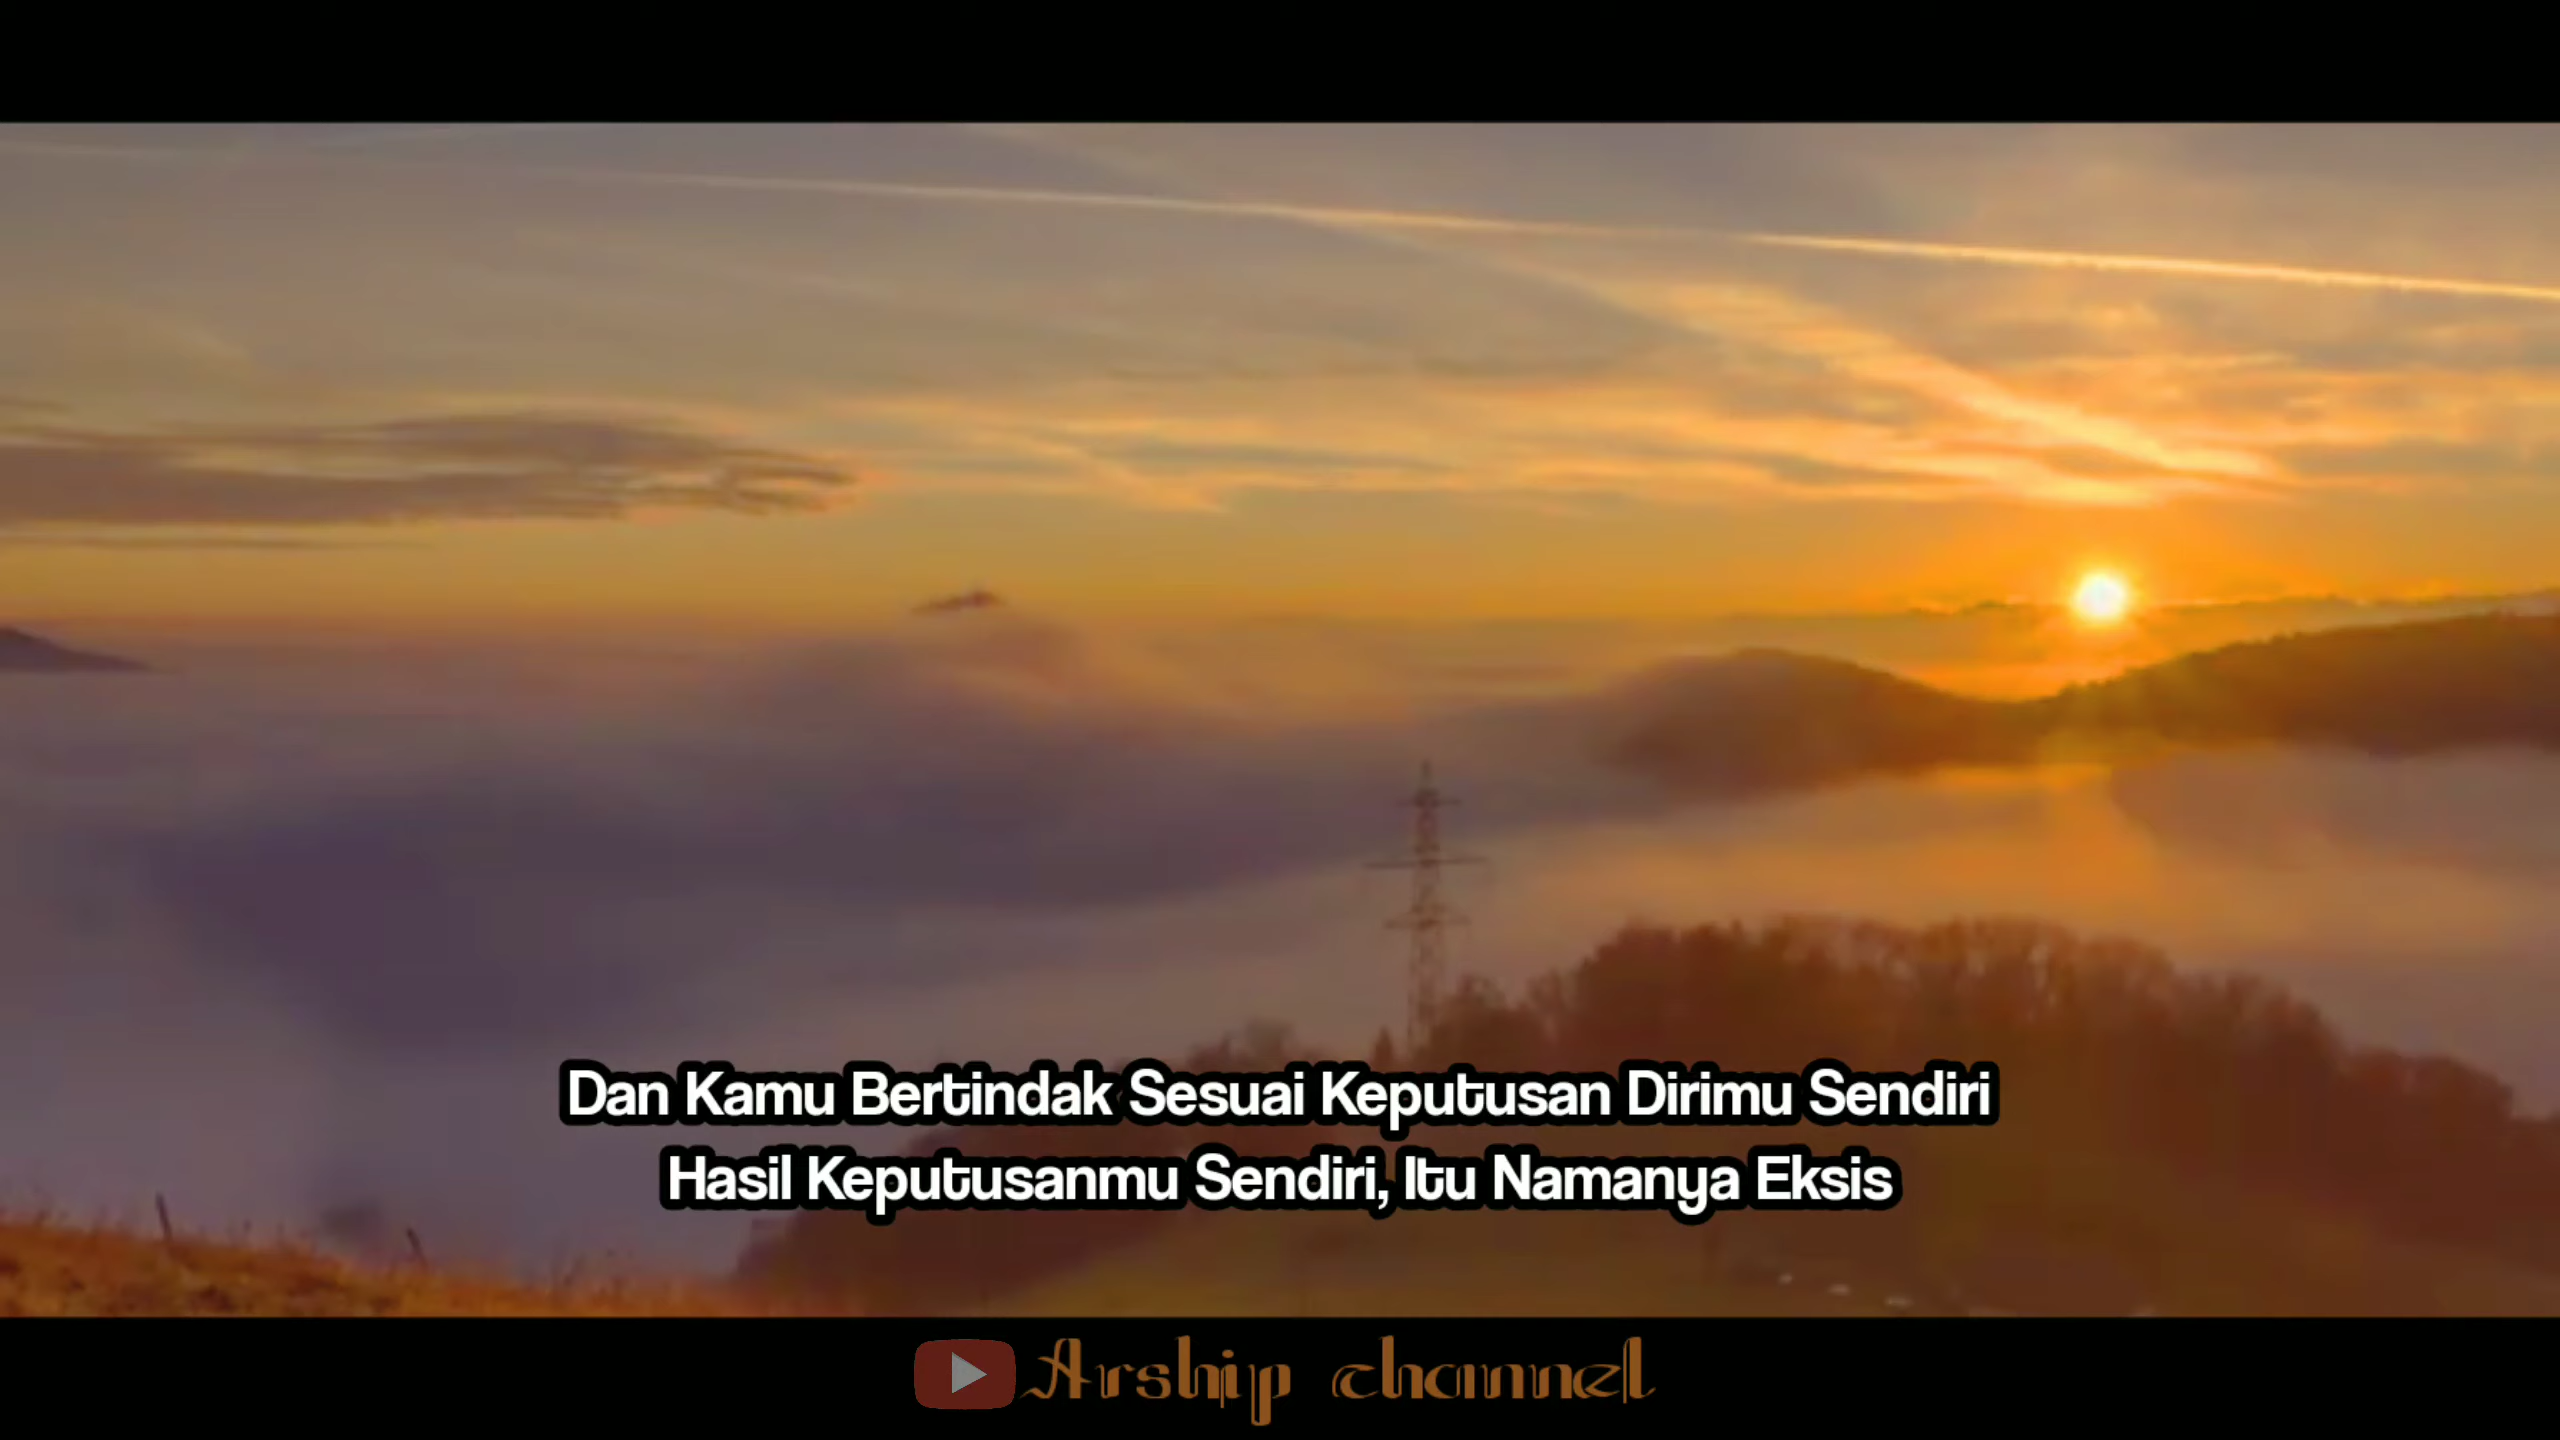 Dan Kamu Bertindak Sesuai Keputusan Dirimu Sendiri
Hasil Keputusanmu Sendiri, Itu Namanya Eksis
Arship channel